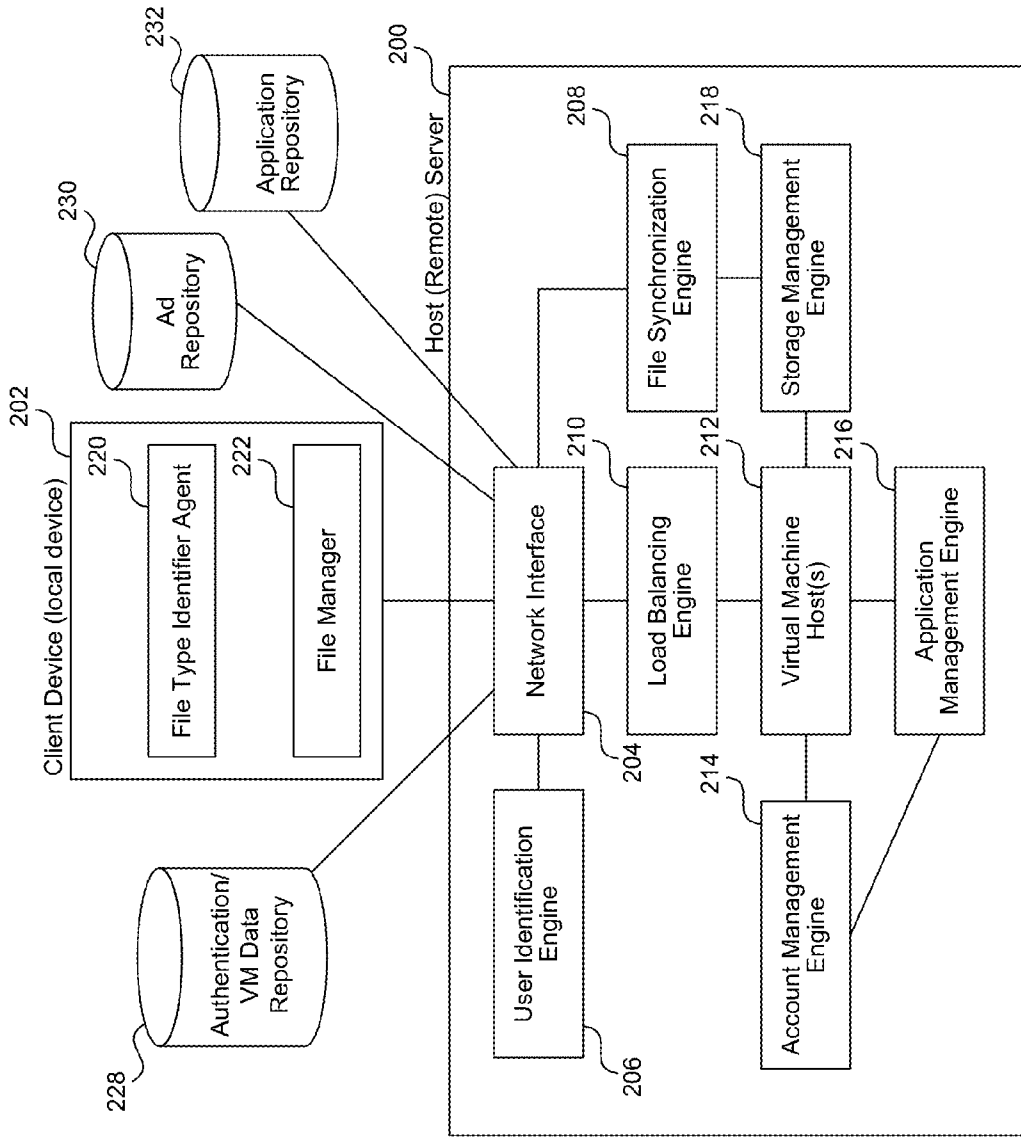 228
Authentication/
VM Data
Repository
Client Device (local device)
202
220
File Type Identifier Agent
222
File Manager
230
Ad
Repository
232
Application
Repository
Host (Remote) Server
200
User Identification
Engine
206
Network Interface
204
210
Load Balancing
Engine
208
File Synchronization
Engine
214
Account Management
Engine
212
Virtual Machine
Host(s)
218
Storage Management
Engine
216
Application
Management Engine